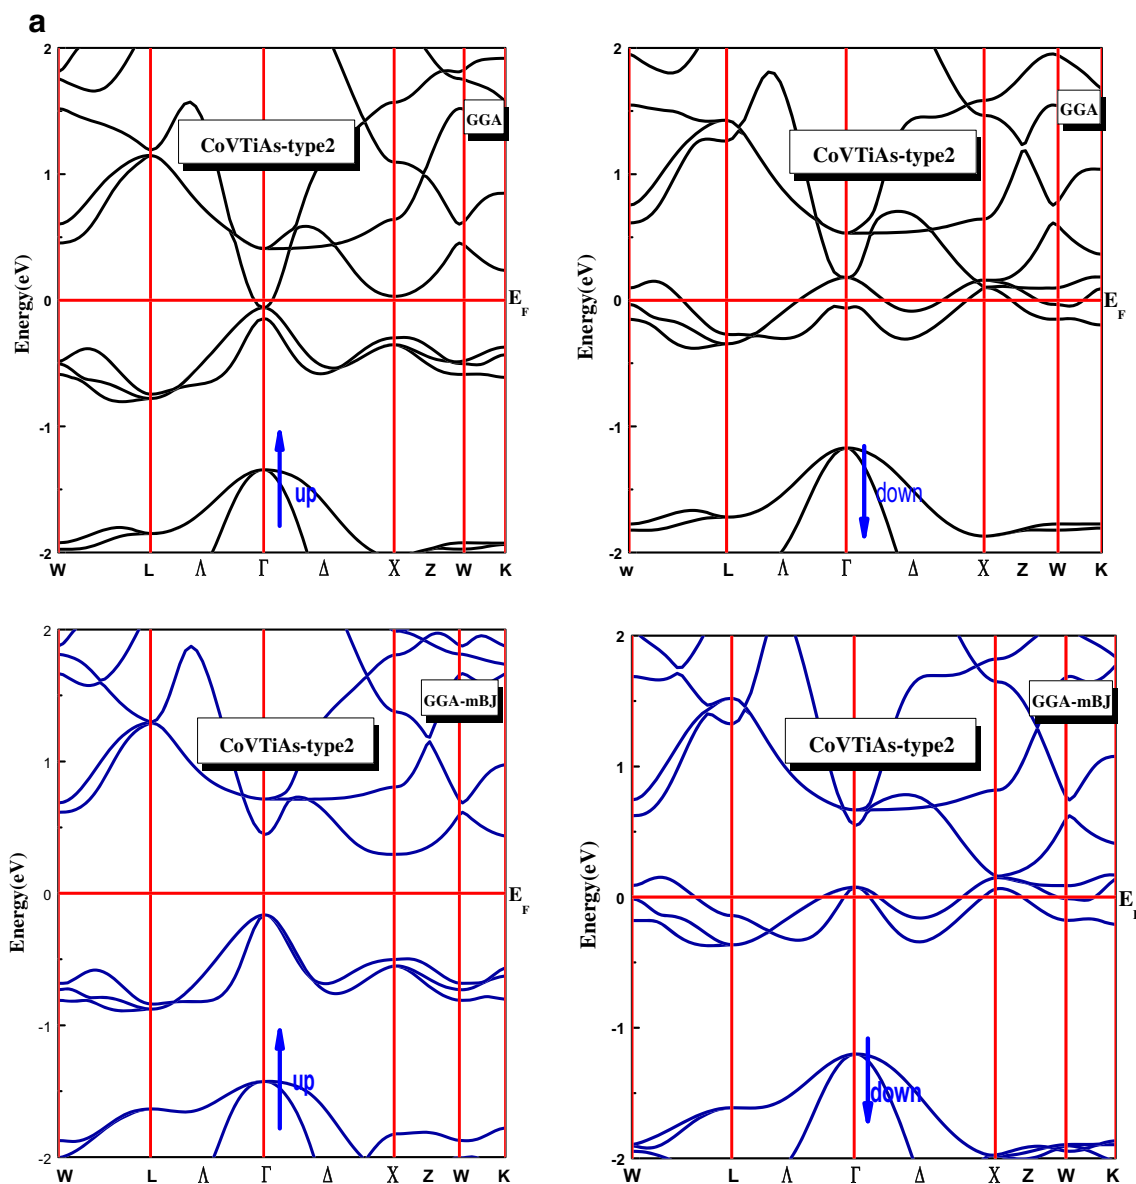 a
2
1
0
-1
-2
Energy(eV)
CoVTiAs-type2
GGA
E
F
up
W L Λ Γ Δ X Z W K
2
1
0
-1
-2
Energy(eV)
CoVTiAs-type2
GGA
E
F
down
w L Λ Γ Δ X Z W K
2
1
0
-1
-2
Energy(eV)
CoVTiAs-type2
GGA-mBJ
E
F
up
W L Λ Γ Δ X Z W K
2
1
0
-1
-2
Energy(eV)
CoVTiAs-type2
GGA-mBJ
E
down
W L Λ Γ Δ X Z W K